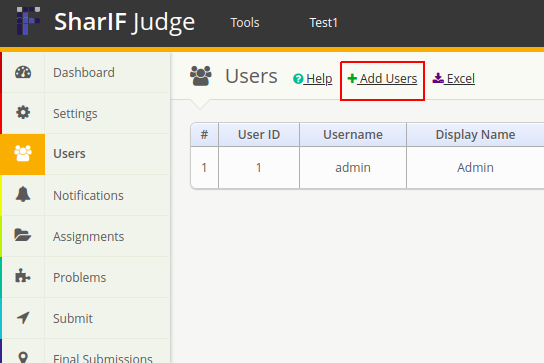 SharIF Judge Tools Test1
Dashboard
Settings
Users
Notifications
Assignments
Problems
Submit
Final Submissions
Users Help Add Users Excel
# User ID Username Display Name
1 1 admin Admin